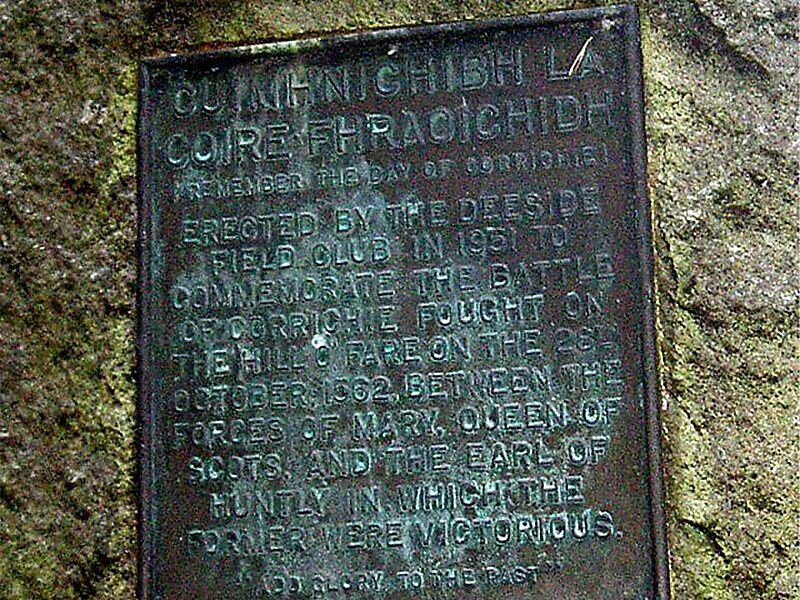 CUIMHNICHIBH LA
COIRE FHRAOICHIDH
(REMEMBER THE DAY OF CORRICHIE)
ERECTED BY THE DEESIDE
FIELD CLUB IN 1951 TO
COMMEMORATE THE BATTLE
OF CORRICHIE FOUGHT ON
THE HILL O' FARE ON THE 28TH
OCTOBER, 1562, BETWEEN THE
FORCES OF MARY, QUEEN OF
SCOTS, AND THE EARL OF
HUNTLY IN WHICH THE
FORMER WERE VICTORIOUS.
"ADD GLORY TO THE PAST"